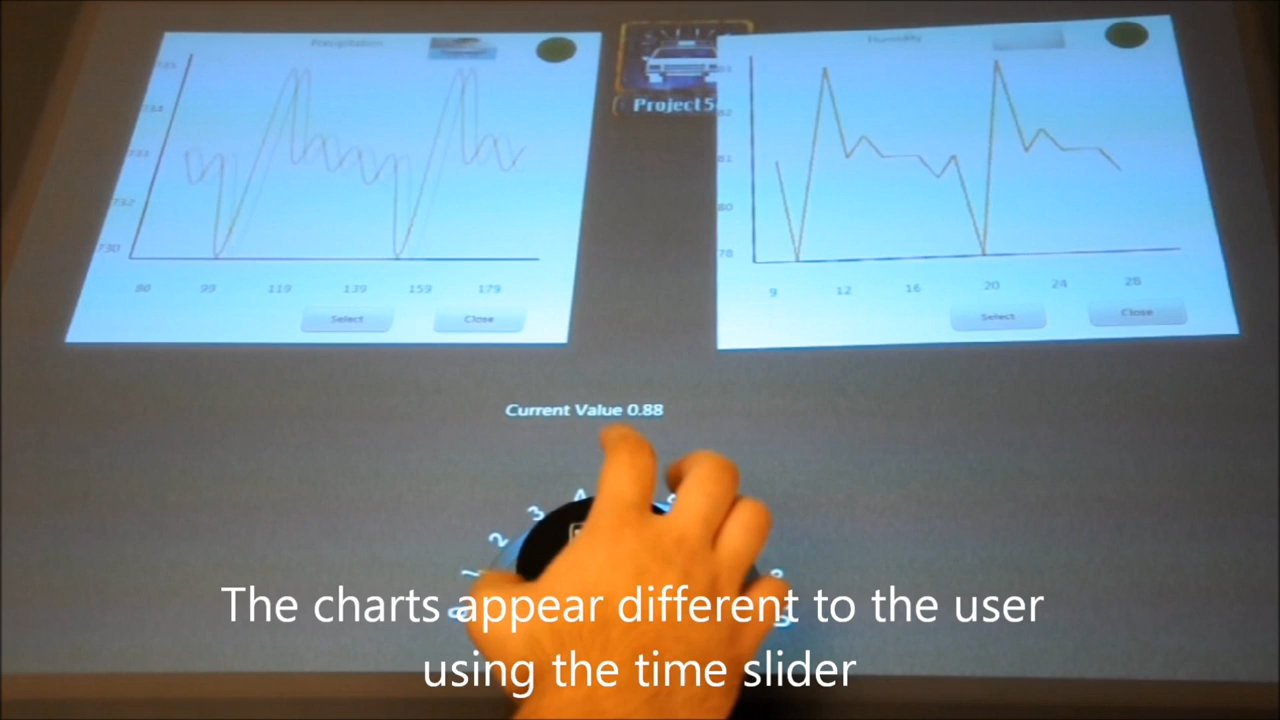 Precipitation
735
734
733
732
730
80 99 119 139 159 179
Select Close
Project5
Humidity
83
82
81
80
78
9 12 16 20 24 28
Select Close
Current Value 0.88
4
3
2
1
The charts appear different to the user
using the time slider